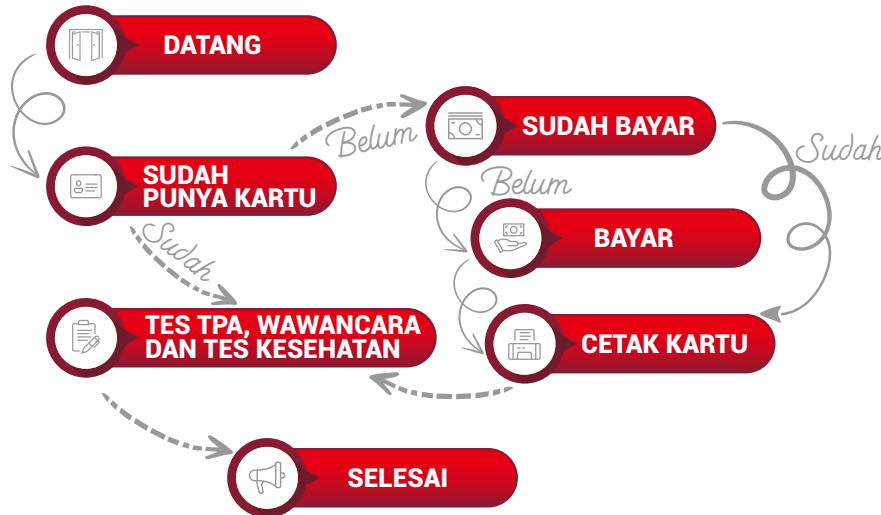 DATANG
SUDAH
PUNYA KARTU
Belum
SUDAH BAYAR
Sudah
Belum
BAYAR
Sudah
TES TPA, WAWANCARA
DAN TES KESEHATAN
CETAK KARTU
SELESAI